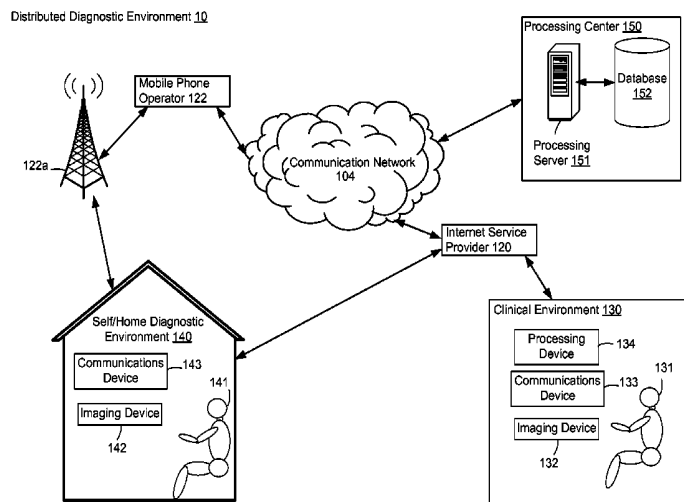 Distributed Diagnostic Environment 10
Processing Center 150
Database
152
Processing
Server 151
Mobile Phone
Operator 122
122a
Communication Network
104
Internet Service
Provider 120
Self/Home Diagnostic
Environment 140
Communications
Device
143
141
Imaging Device
142
Clinical Environment 130
Processing
Device
134
Communications
Device
133
131
Imaging Device
132